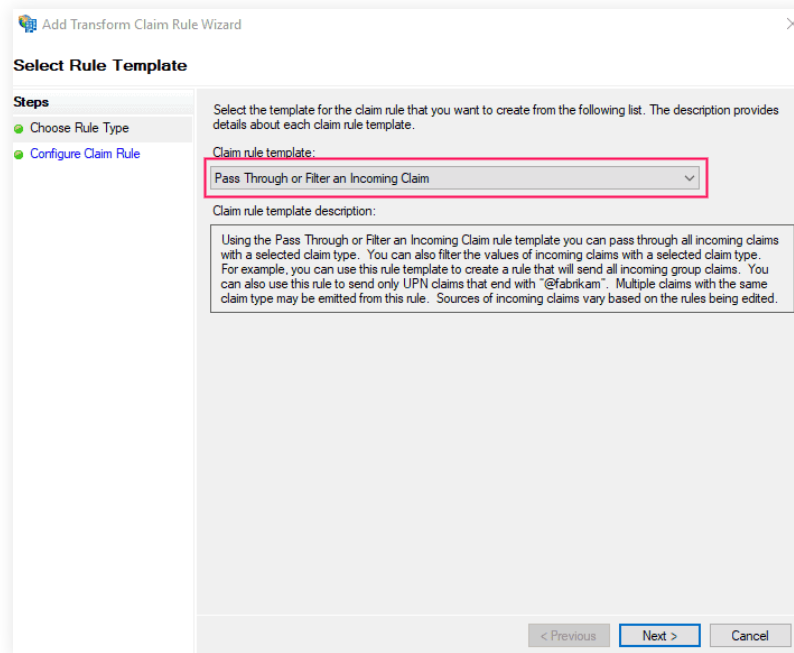 Add Transform Claim Rule Wizard
Select Rule Template
Steps
Choose Rule Type
Configure Claim Rule
Select the template for the claim rule that you want to create from the following list. The description provides
details about each claim rule template.
Claim rule template:
Pass Through or Filter an Incoming Claim
Claim rule template description:
Using the Pass Through or Filter an Incoming Claim rule template you can pass through all incoming claims
with a selected claim type. You can also filter the values of incoming claims with a selected claim type.
For example, you can use this rule template to create a rule that will send all incoming group claims. You
can also use this rule to send only UPN claims that end with "@fabrikam". Multiple claims with the same
claim type may be emitted from this rule. Sources of incoming claims vary based on the rules being edited.
< Previous
Next >
Cancel